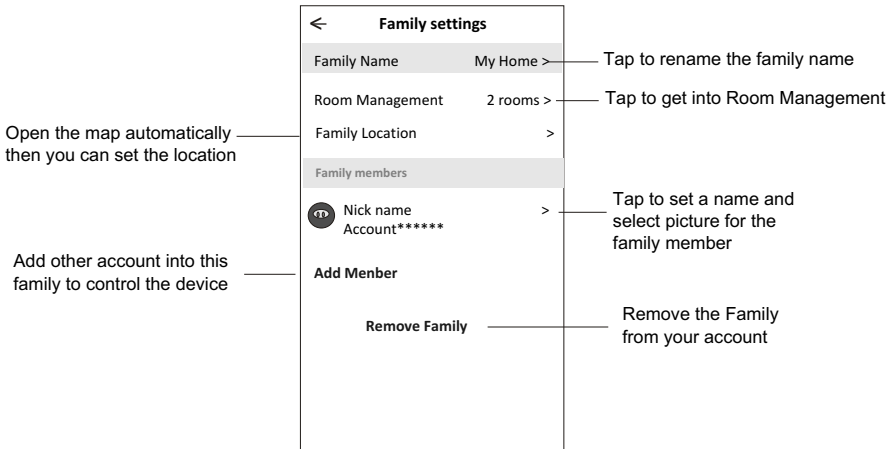 ← Family settings
Family Name My Home >
Tap to rename the family name
Room Management 2 rooms >
Tap to get into Room Management
Open the map automatically
then you can set the location
Family Location >
Family members
Nick name >
Account******
Tap to set a name and
select picture for the
family member
Add other account into this
family to control the device
Add Menber
Remove Family
Remove the Family
from your account